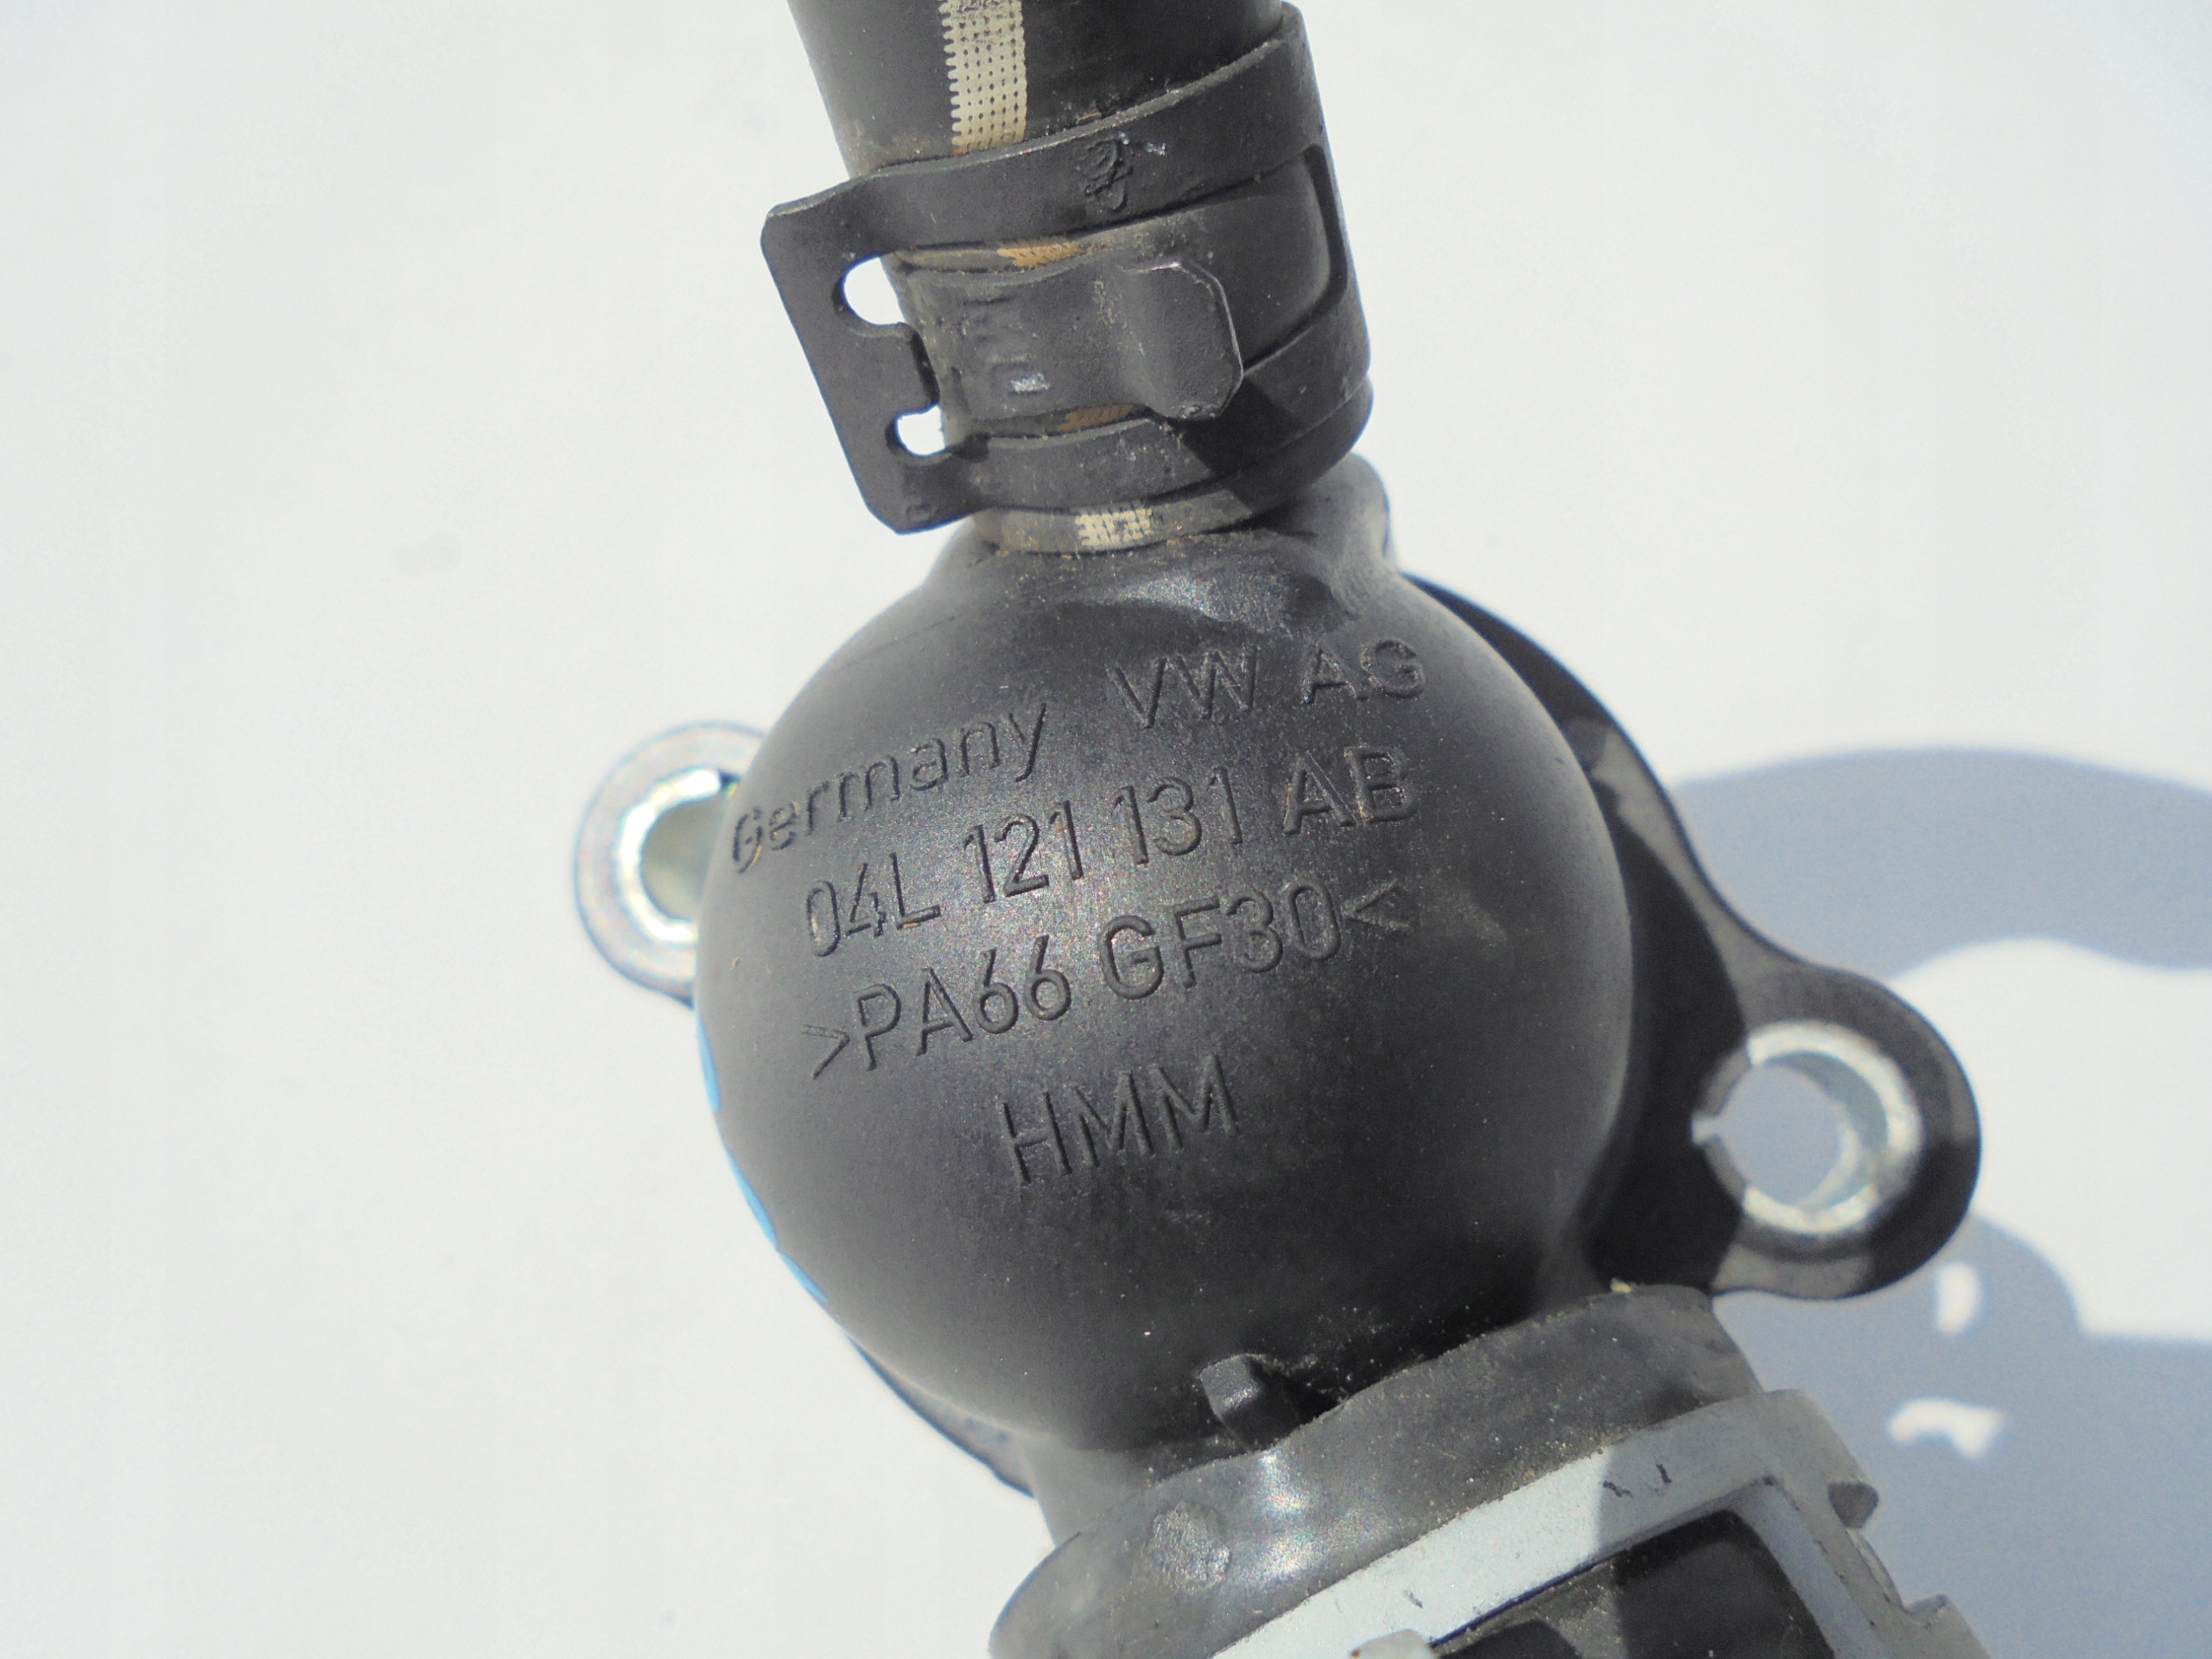 Germany VW AG
04L 121 131 AB
>PA66 GF30<
HMM